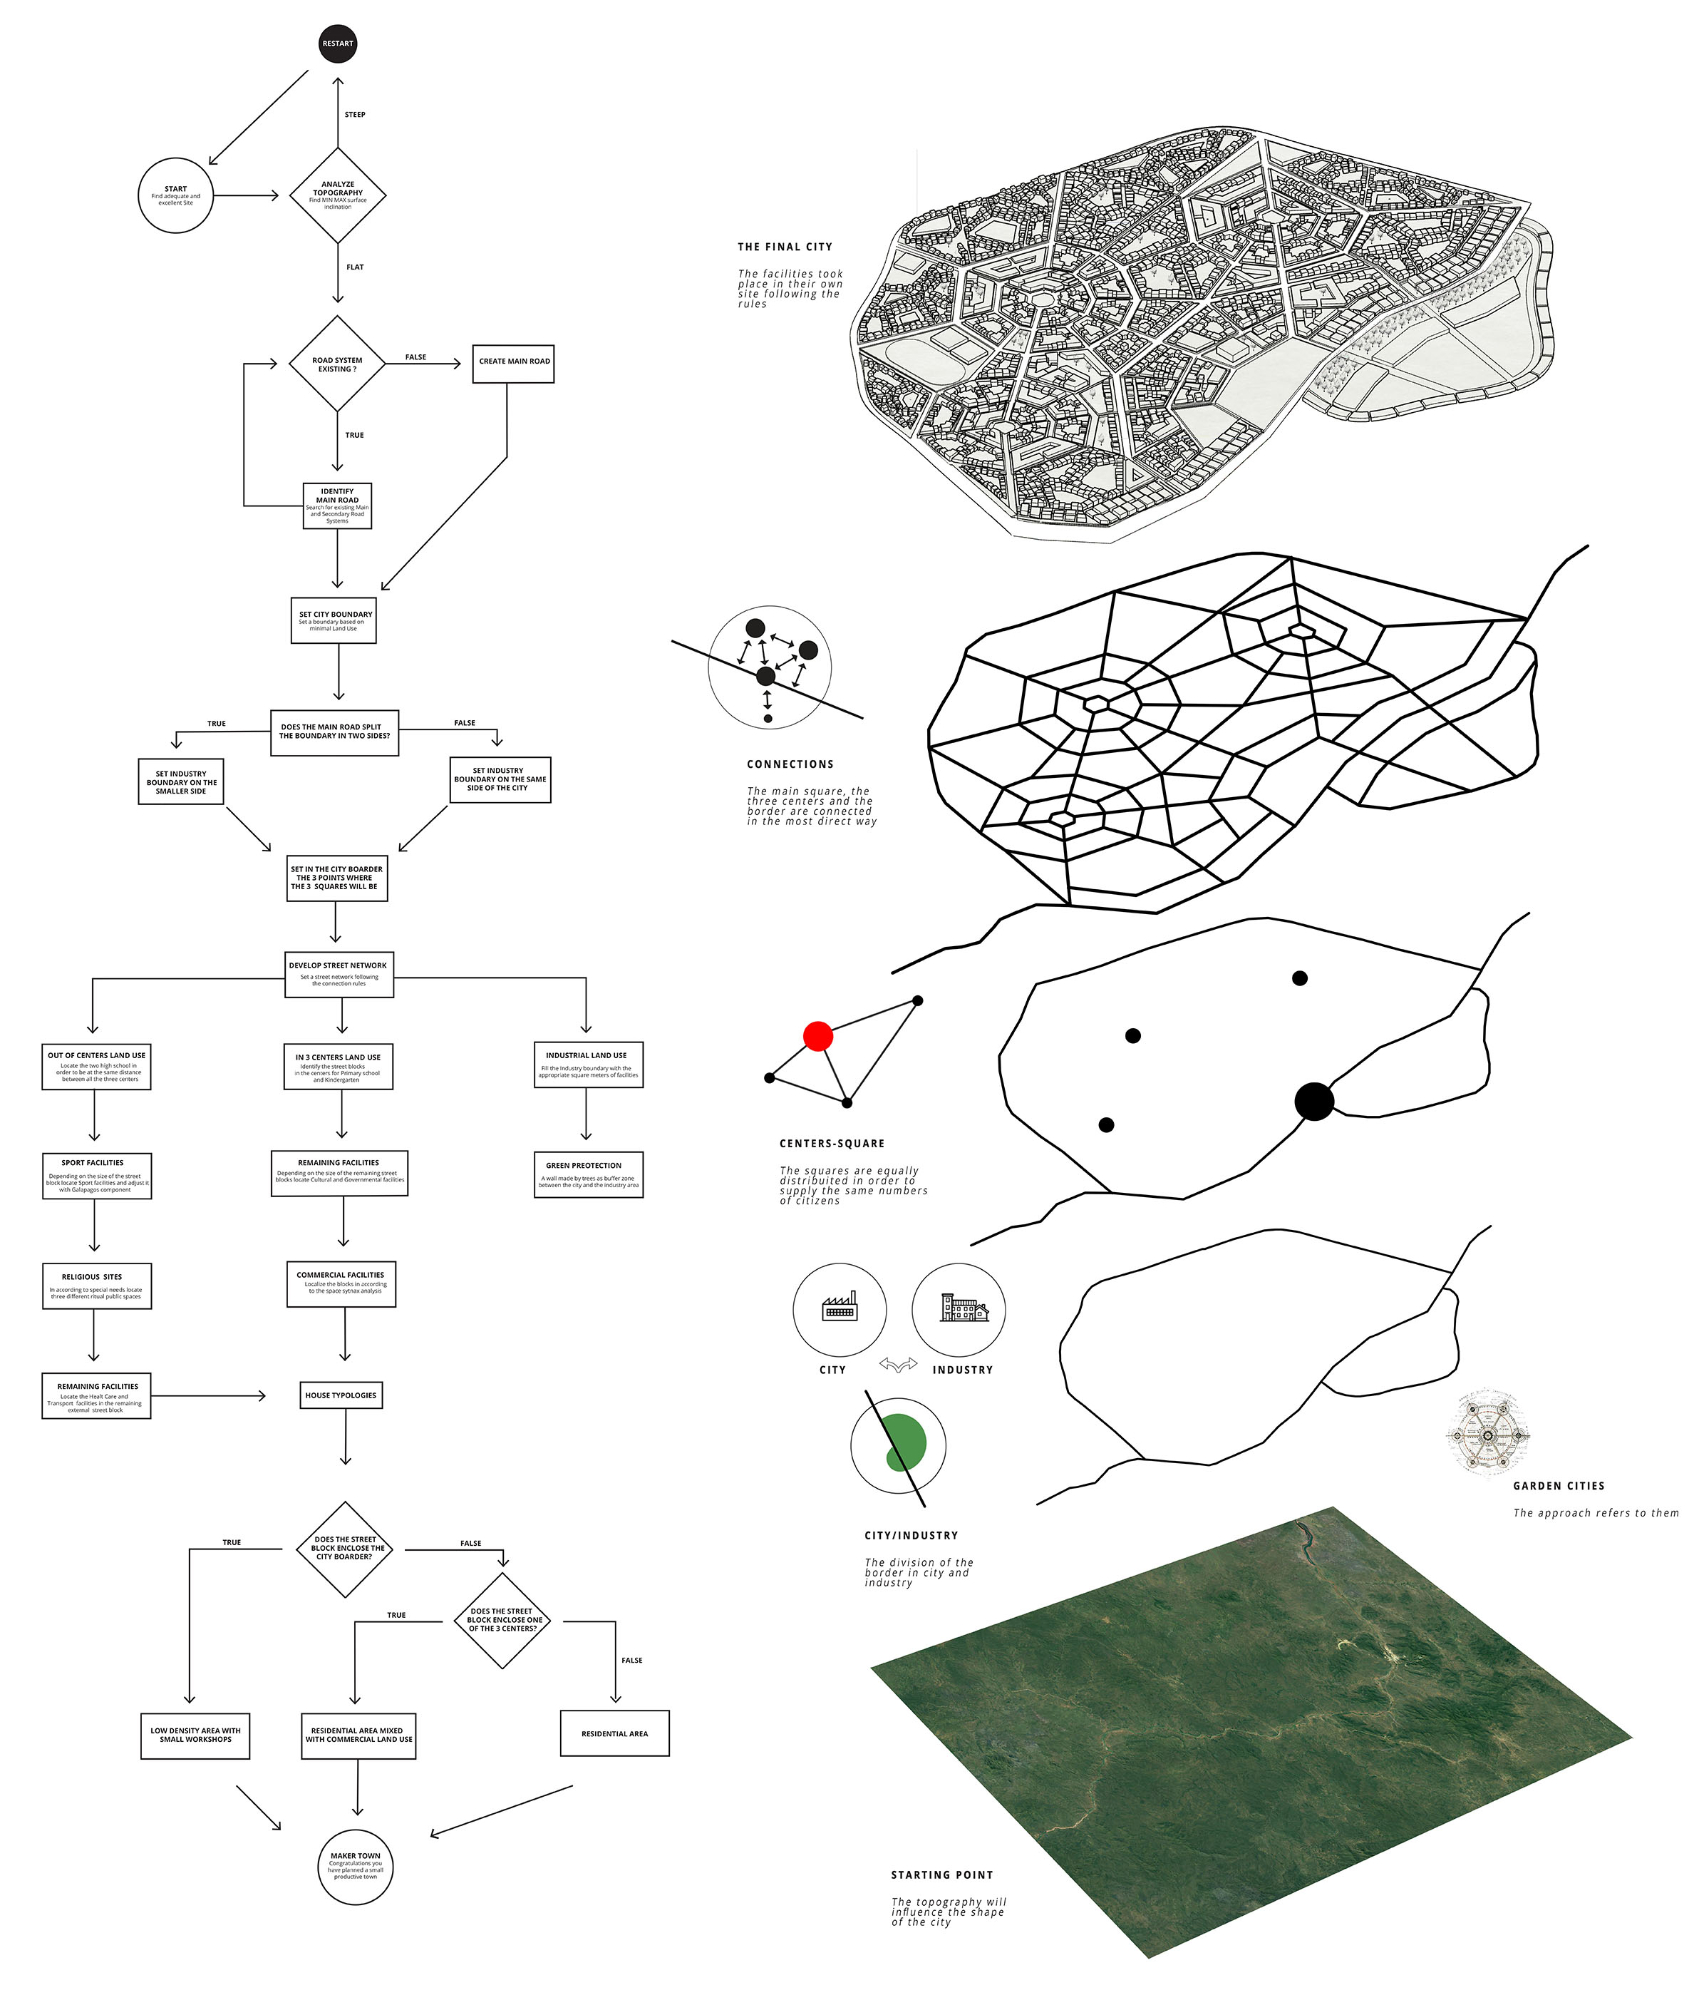 RESTART
STEEP
START
Find adequate and
excellent Site
ANALYZE
TOPOGRAPHY
Find MIN MAX surface
inclination
FLAT
ROAD SYSTEM
EXISTING ?
FALSE
CREATE MAIN ROAD
TRUE
IDENTIFY
MAIN ROAD
Search for existing Main
and Secondary Road
Systems
SET CITY BOUNDARY
Set a boundary based on
minimal Land Use
TRUE
DOES THE MAIN ROAD SPLIT
THE BOUNDARY IN TWO SIDES?
FALSE
SET INDUSTRY
BOUNDARY ON THE
SMALLER SIDE
SET INDUSTRY
BOUNDARY ON THE SAME
SIDE OF THE CITY
SET IN THE CITY BOARDER
THE 3 POINTS WHERE
THE 3 SQUARES WILL BE
DEVELOP STREET NETWORK
Set a street network following
the connection rules
OUT OF CENTERS LAND USE
Locate the two high school in
order to be at the same distance
between all the three centers
IN 3 CENTERS LAND USE
Identify the street blocks
in the centers for Primary school
and Kindergarten
INDUSTRIAL LAND USE
Fill the Industry boundary with the
appropriate square meters of facilities
SPORT FACILITIES
Depending on the size of the street
block locate Sport facilities and adjust it
with Galapagos component
REMAINING FACILITIES
Depending on the size of the remaining street
blocks locate Cultural and Governamental facilities
GREEN PREOTECTION
A wall made by trees as buffer zone
between the city and the industry area
RELIGIOUS SITES
In according to special needs locate
three different ritual public spaces
COMMERCIAL FACILITIES
Localize the blocks in according
to the space sytnax analysis
REMAINING FACILITIES
Locate the Healt Care and
Transport facilities in the remaining
external street block
HOUSE TYPOLOGIES
TRUE
DOES THE STREET
BLOCK ENCLOSE THE
CITY BOARDER?
FALSE
TRUE
DOES THE STREET
BLOCK ENCLOSE ONE
OF THE 3 CENTERS?
FALSE
LOW DENSITY AREA WITH
SMALL WORKSHOPS
RESIDENTIAL AREA MIXED
WITH COMMERCIAL LAND USE
RESIDENTIAL AREA
MAKER TOWN
Congratulations you
have planned a small
productive town
THE FINAL CITY
The facilities took
place in their own
site following the
rules
CONNECTIONS
The main square, the
three centers and the
border are connected
in the most direct way
CENTERS-SQUARE
The squares are equally
distribuited in order to
supply the same numbers
of citizens
CITY
INDUSTRY
CITY/INDUSTRY
The division of the
border in city and
industry
GARDEN CITIES
The approach refers to them
STARTING POINT
The topography will
influence the shape
of the city